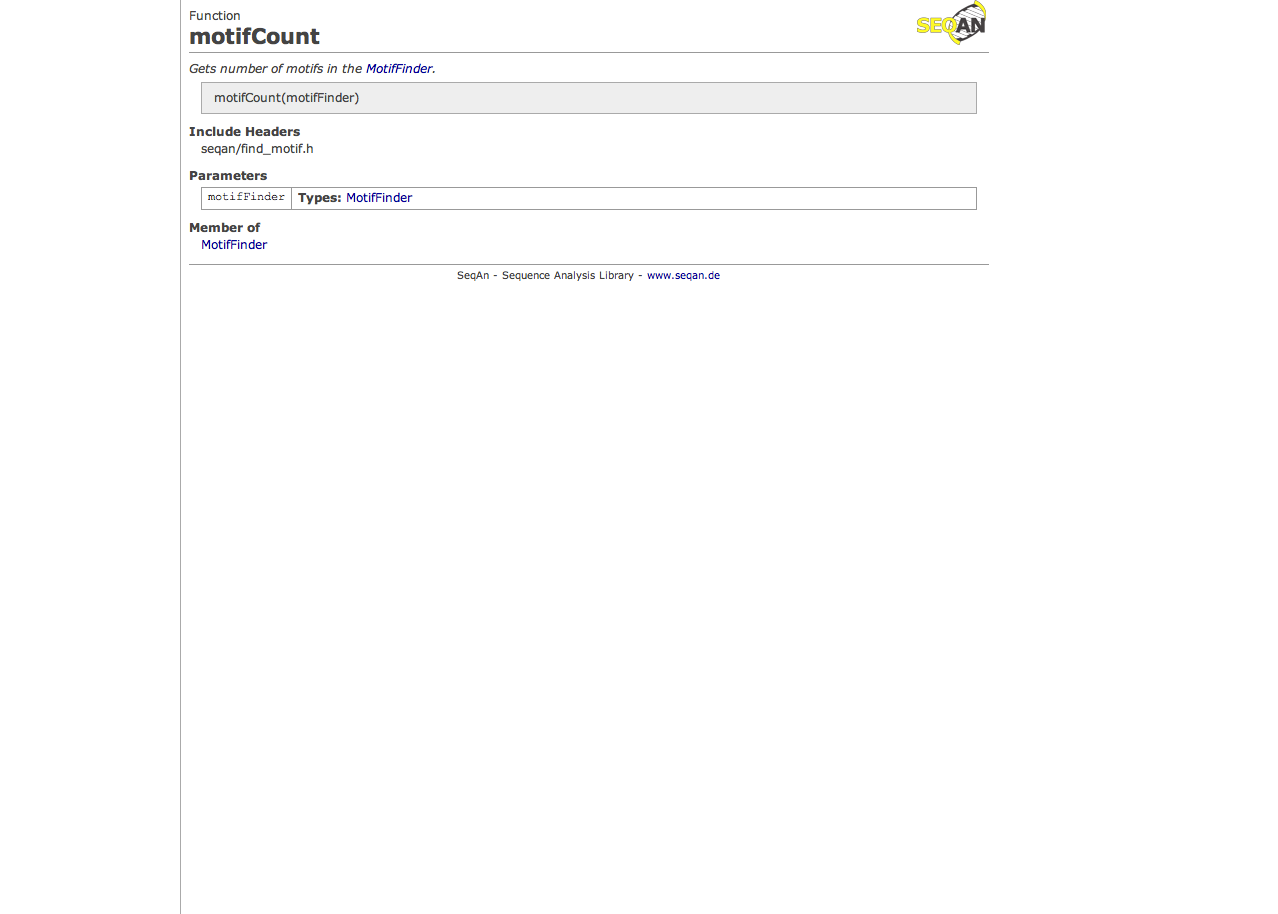 Function
motifCount
SEQAN
Gets number of motifs in the MotifFinder.
motifCount(motifFinder)
Include Headers
seqan/find_motif.h
Parameters
motifFinder Types: MotifFinder
Member of
MotifFinder
SeqAn - Sequence Analysis Library - www.seqan.de